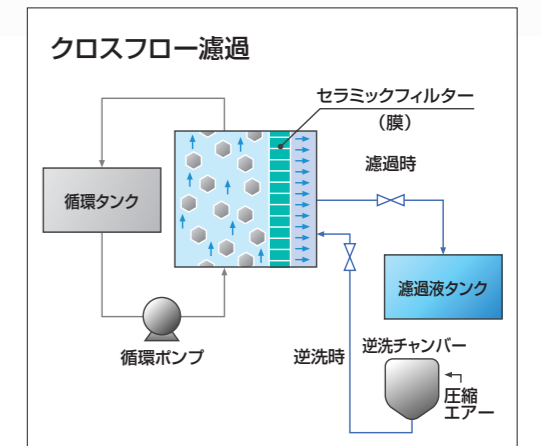 クロスフロー濾過
セラミックフィルター
（膜）
濾過時
循環タンク
濾過液タンク
循環ポンプ
逆洗時
逆洗チャンバー
圧縮
エアー